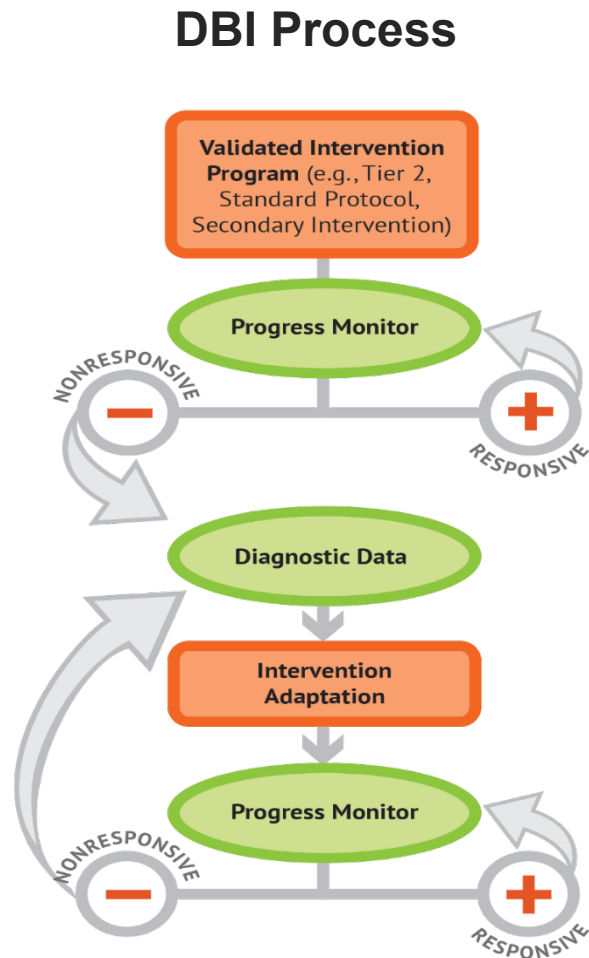 DBI Process
Validated Intervention
Program (e.g., Tier 2,
Standard Protocol,
Secondary Intervention)
Progress Monitor
NONRESPONSIVE
RESPONSIVE
Diagnostic Data
Intervention
Adaptation
Progress Monitor
NONRESPONSIVE
RESPONSIVE